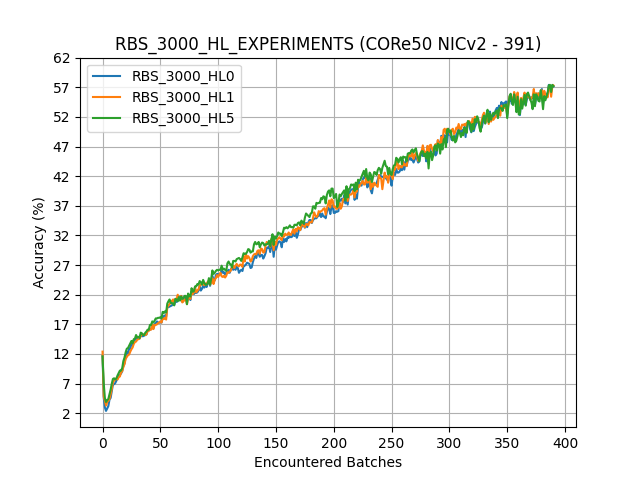 RBS_3000_HL_EXPERIMENTS (CORe50 NICv2 - 391)
RBS_3000_HL0
RBS_3000_HL1
RBS_3000_HL5
Accuracy (%)
62
57
52
47
42
37
32
27
22
17
12
7
2
0 50 100 150 200 250 300 350 400
Encountered Batches